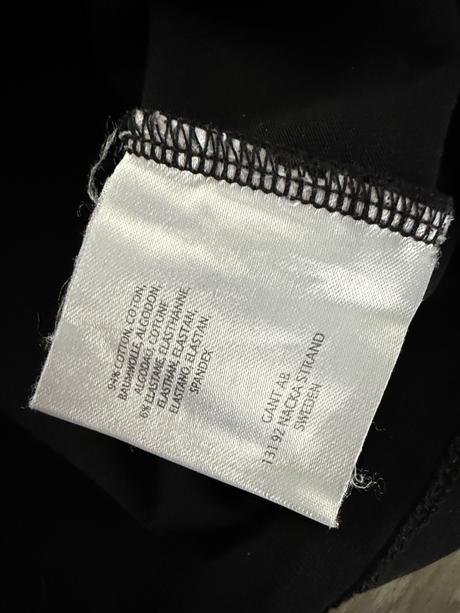 94% COTTON, COTON,
BAUMWOLLE, ALGODON,
ALGODÃO, COTONE
6% ELASTANE, ELASTHANNE,
ELASTHAN, ELASTAN,
ELASTANO, ELASTAN
SPANDEX
GANT AB
131 92 NACKA STRAND
SWEDEN